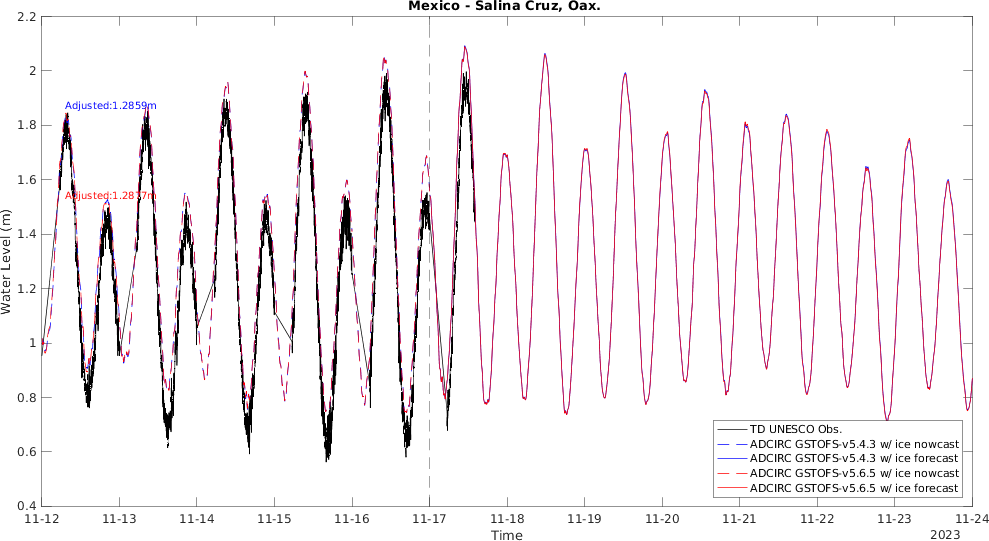 Mexico - Salina Cruz, Oax.
2.2
2
1.8
1.6
1.4
1.2
1
0.8
0.6
0.4
Water Level (m)
Adjusted:1.2859m
Adjusted:1.2877m
TD UNESCO Obs.
ADCIRC GSTOFS-v5.4.3 w/ ice nowcast
ADCIRC GSTOFS-v5.4.3 w/ ice forecast
ADCIRC GSTOFS-v5.6.5 w/ ice nowcast
ADCIRC GSTOFS-v5.6.5 w/ ice forecast
11-12 11-13 11-14 11-15 11-16 11-17 11-18 11-19 11-20 11-21 11-22 11-23 11-24
Time
2023